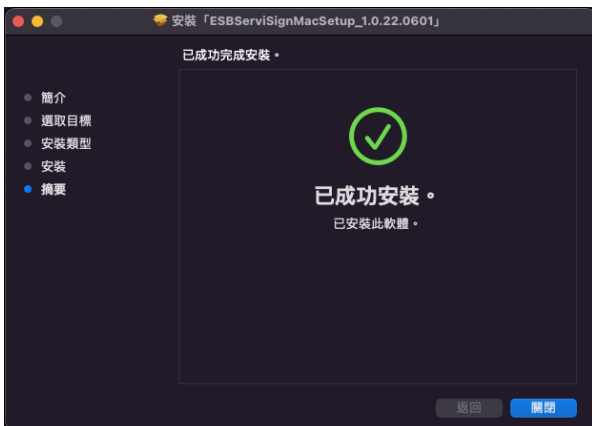 安裝「ESBServiSignMacSetup_1.0.22.0601」
已成功完成安裝。
簡介
選取目標
安裝類型
安裝
摘要
已成功安裝。
已安裝此軟體。
返回
關閉